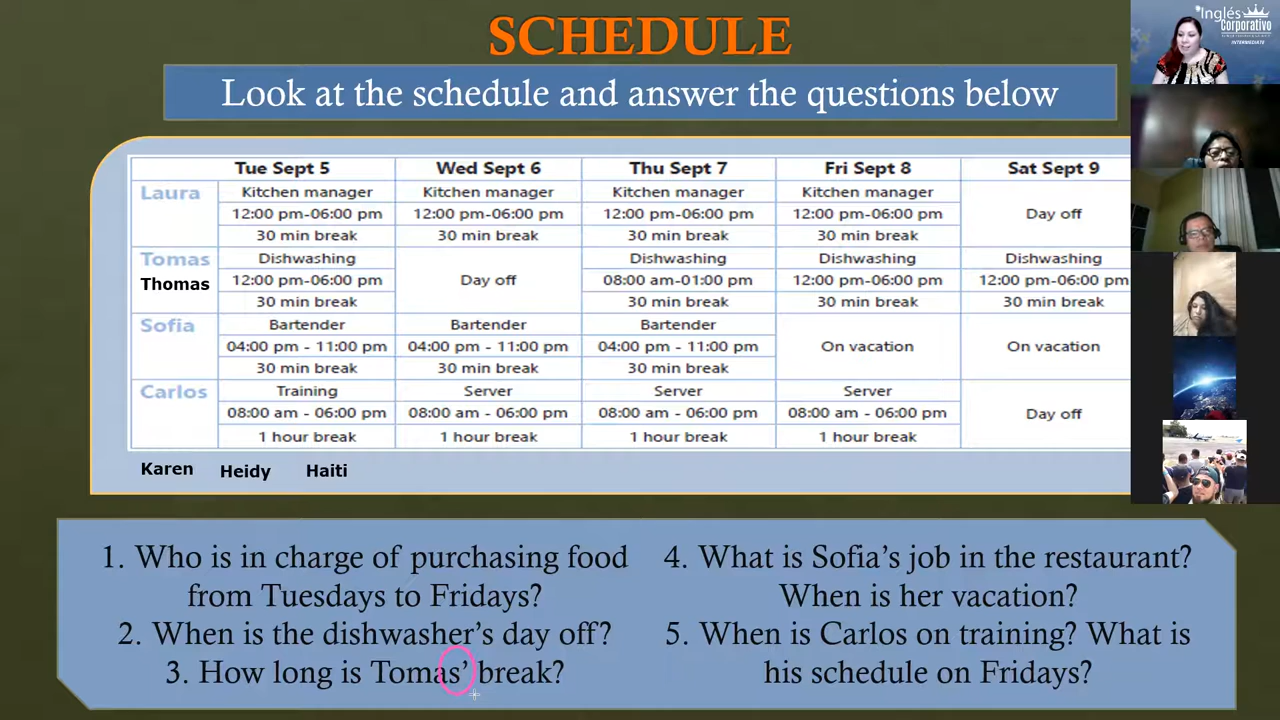 SCHEDULE
Inglés
Corporativo
INTERMEDIATE
Look at the schedule and answer the questions below
Tue Sept 5 Wed Sept 6 Thu Sept 7 Fri Sept 8 Sat Sept 9
Laura Kitchen manager Kitchen manager Kitchen manager Kitchen manager
12:00 pm-06:00 pm 12:00 pm-06:00 pm 12:00 pm-06:00 pm 12:00 pm-06:00 pm Day off
30 min break 30 min break 30 min break 30 min break
Tomas Dishwashing Dishwashing Dishwashing Dishwashing
Thomas 12:00 pm-06:00 pm Day off 08:00 am-01:00 pm 12:00 pm-06:00 pm 12:00 pm-06:00 pm
30 min break 30 min break 30 min break 30 min break
Sofia Bartender Bartender Bartender
04:00 pm - 11:00 pm 04:00 pm - 11:00 pm 04:00 pm - 11:00 pm On vacation On vacation
30 min break 30 min break 30 min break
Carlos Training Server Server Server
08:00 am - 06:00 pm 08:00 am - 06:00 pm 08:00 am - 06:00 pm 08:00 am - 06:00 pm Day off
1 hour break 1 hour break 1 hour break 1 hour break
Karen Heidy Haiti
1. Who is in charge of purchasing food
from Tuesdays to Fridays?
2. When is the dishwasher's day off?
3. How long is Tomas' break?
4. What is Sofia's job in the restaurant?
When is her vacation?
5. When is Carlos on training? What is
his schedule on Fridays?